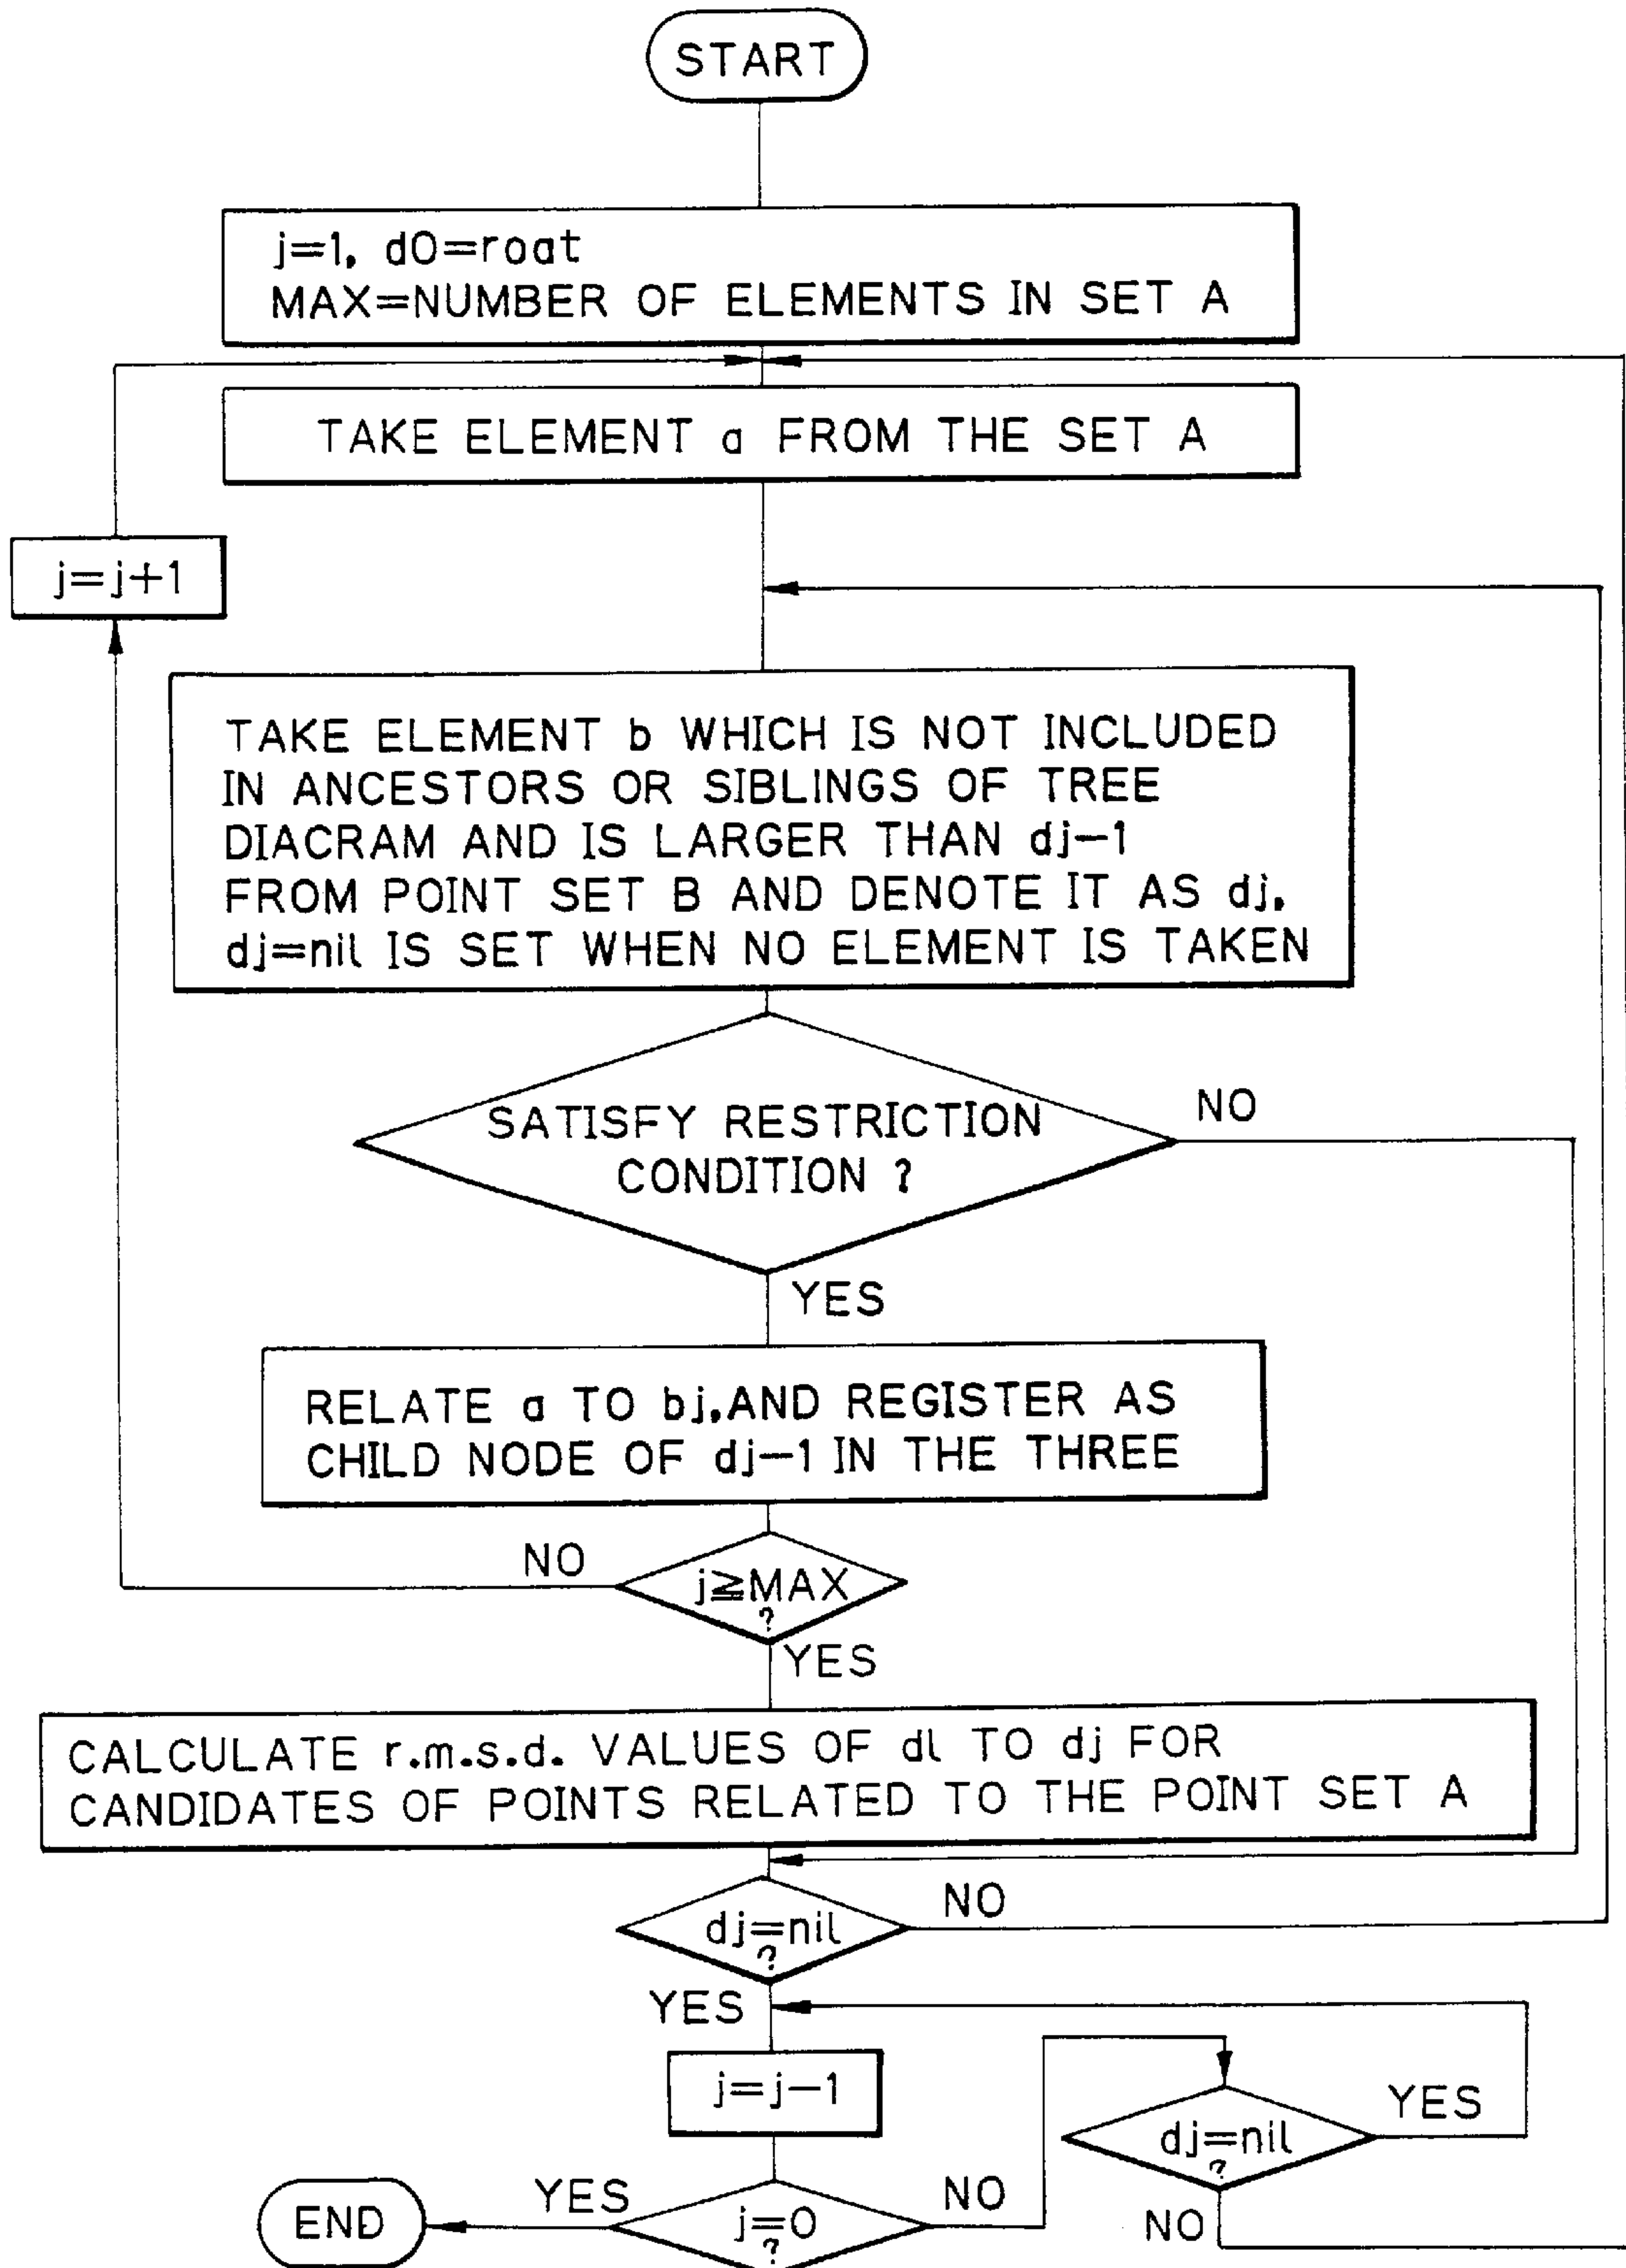 START
j=1, d0=roat
MAX=NUMBER OF ELEMENTS IN SET A
TAKE ELEMENT a FROM THE SET A
j=j+1
TAKE ELEMENT b WHICH IS NOT INCLUDED
IN ANCESTORS OR SIBLINGS OF TREE
DIACRAM AND IS LARGER THAN dj-1
FROM POINT SET B AND DENOTE IT AS dj.
dj=nil IS SET WHEN NO ELEMENT IS TAKEN
SATISFY RESTRICTION
CONDITION ?
NO
YES
RELATE a TO bj, AND REGISTER AS
CHILD NODE OF dj-1 IN THE THREE
NO
j≧MAX
?
YES
CALCULATE r.m.s.d. VALUES OF dl TO dj FOR
CANDIDATES OF POINTS RELATED TO THE POINT SET A
dj=nil
?
NO
YES
j=j-1
dj=nil
?
YES
NO
j=0
?
NO
YES
END